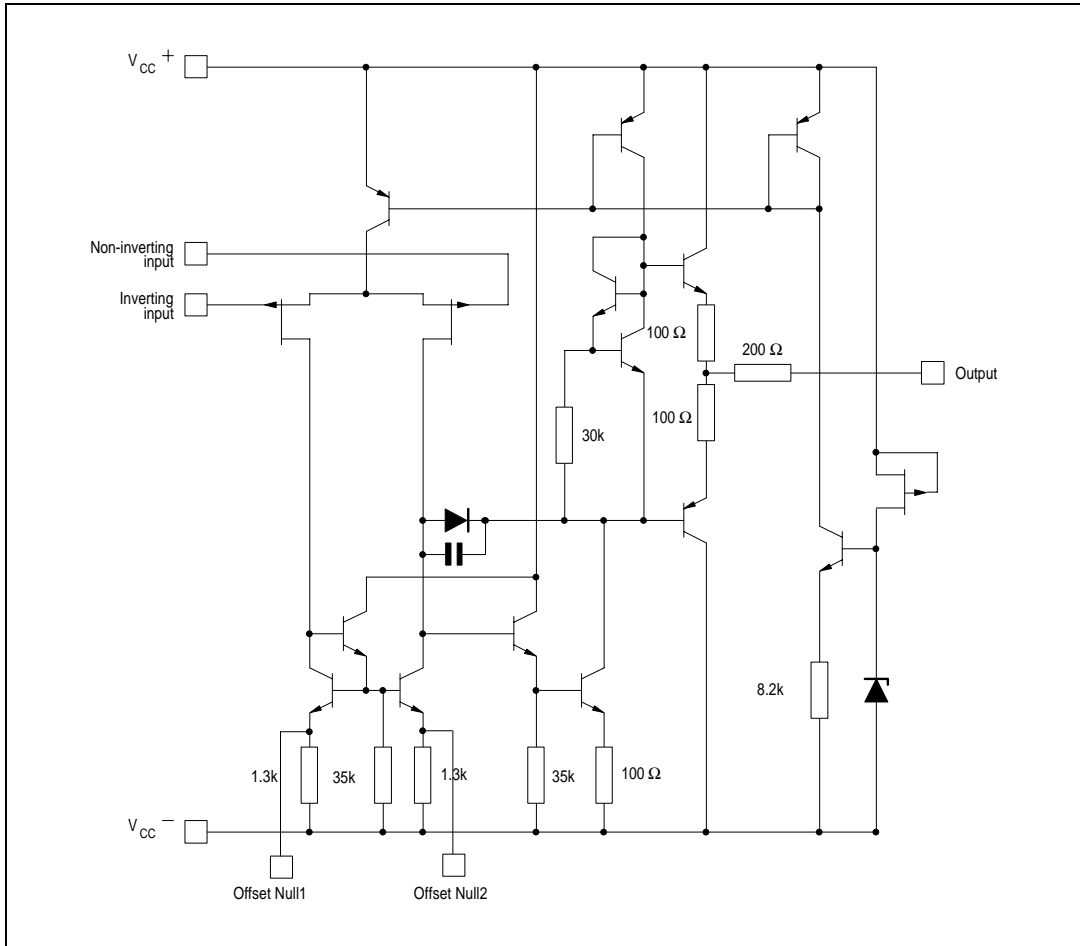 V CC +
Non-inverting
input
Inverting
input
100 Ω
200 Ω
Output
100 Ω
30k
8.2k
1.3k
35k
1.3k
35k
100 Ω
V CC −
Offset Null1
Offset Null2